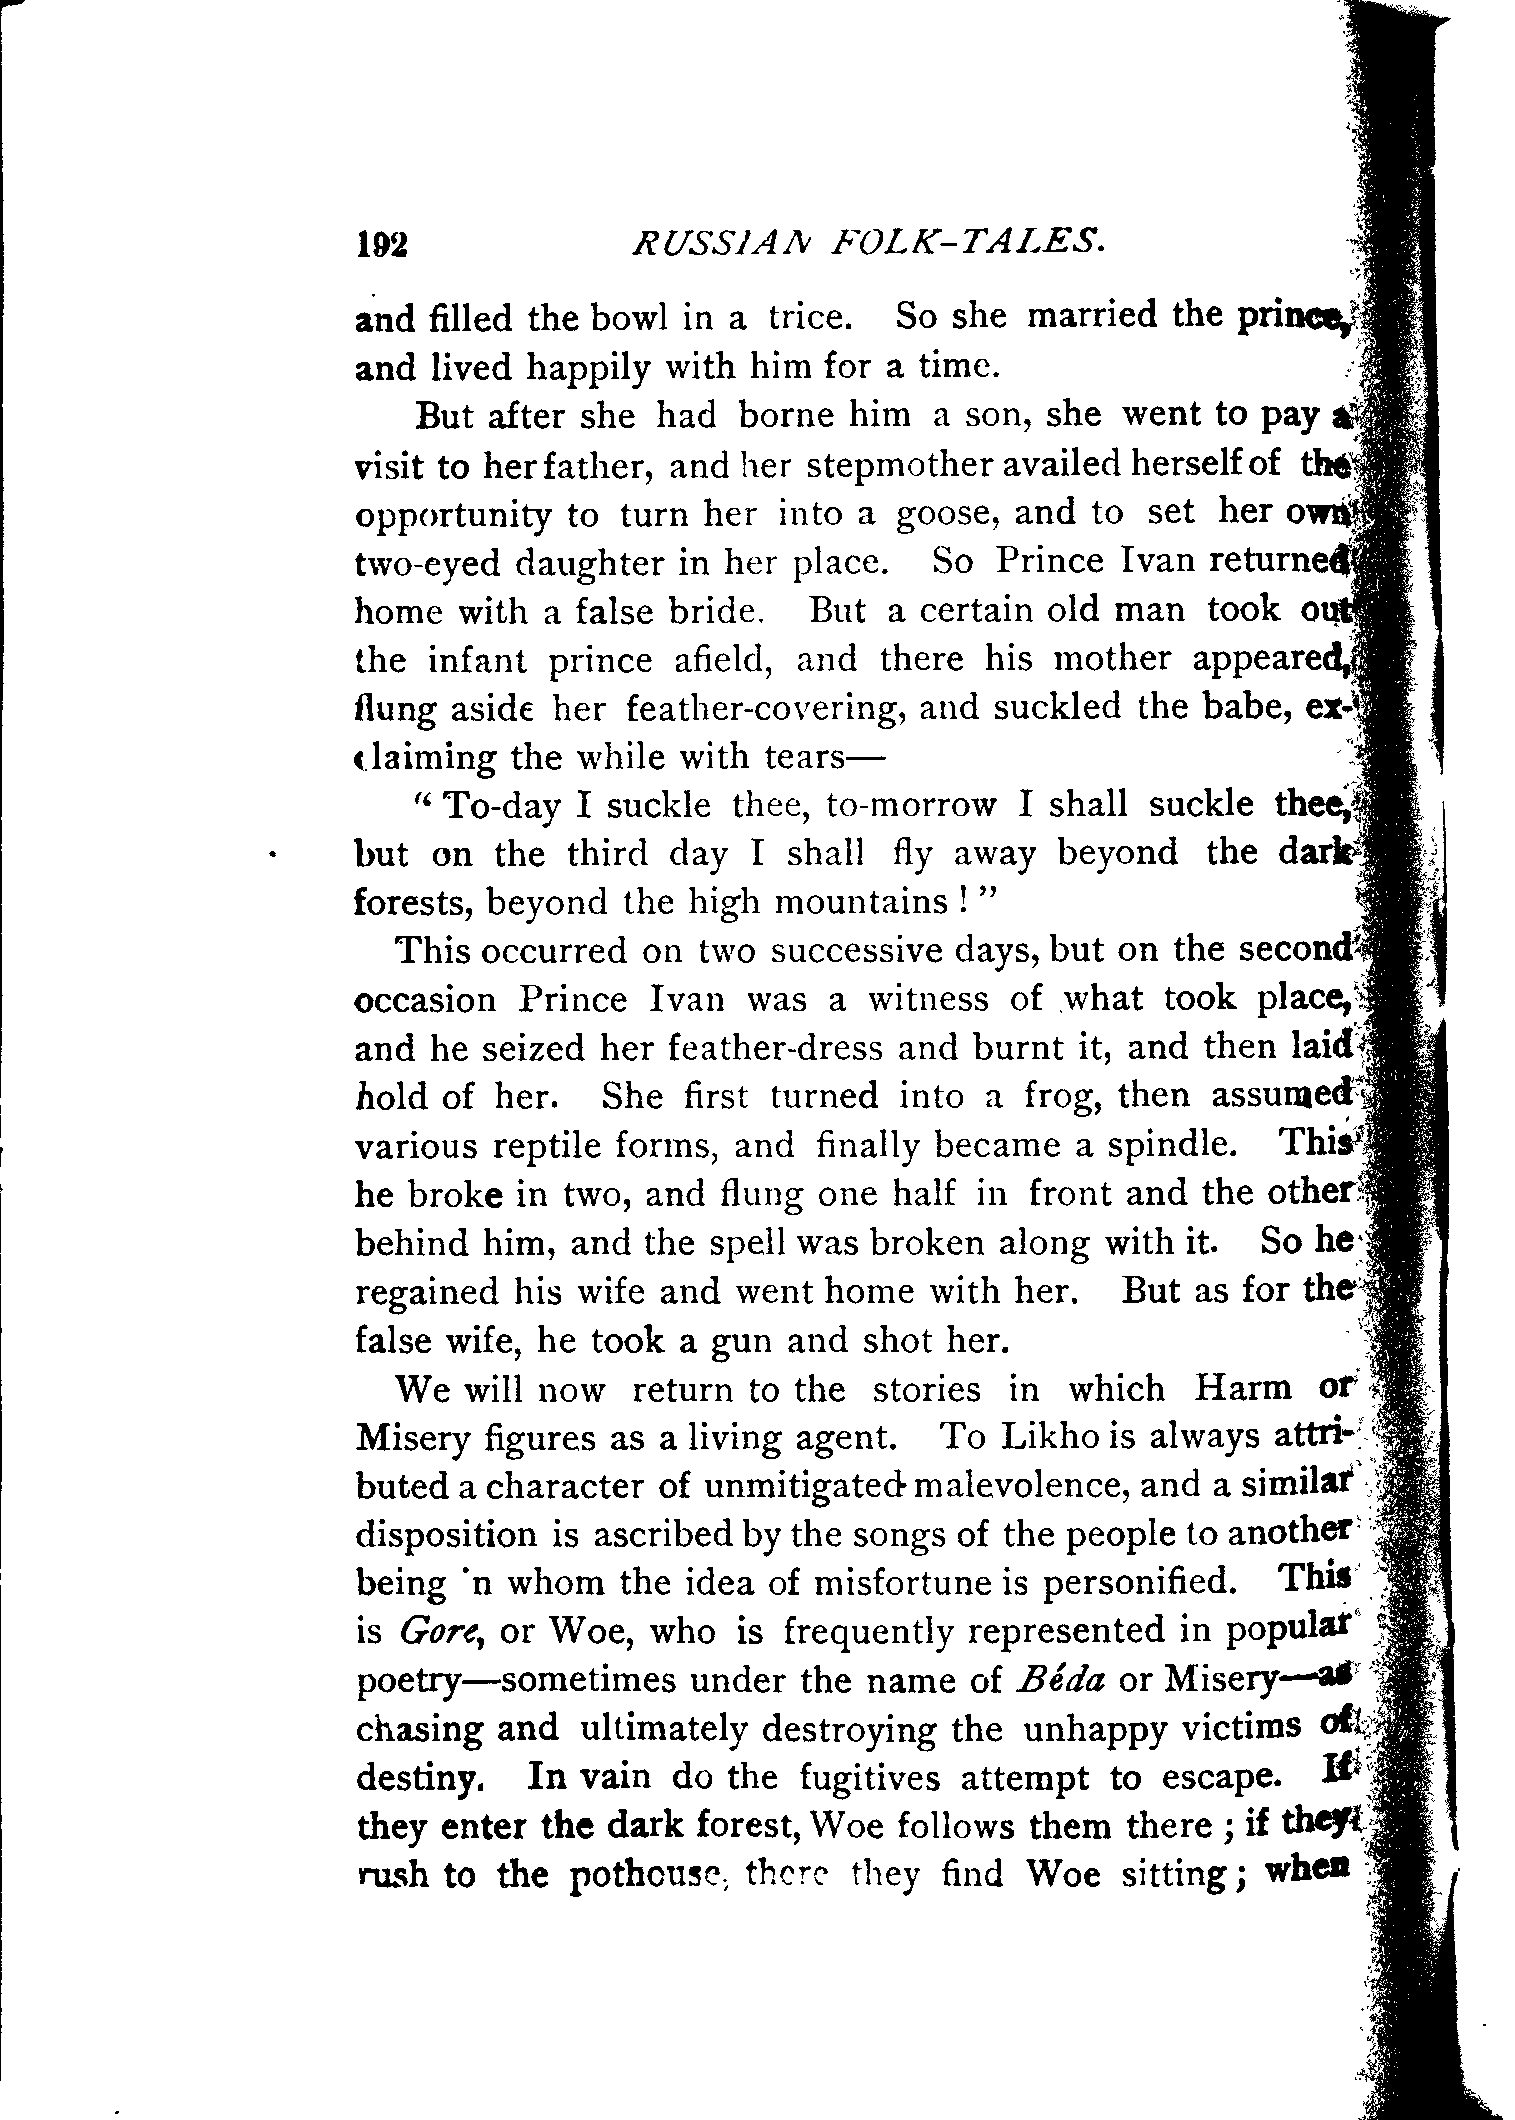 192 RUSSIAN FOLK-TALES.
and filled the bowl in a trice. So she married the prince,
and lived happily with him for a time.
But after she had borne him a son, she went to pay a
visit to her father, and her stepmother availed herself of the
opportunity to turn her into a goose, and to set her own
two-eyed daughter in her place. So Prince Ivan returned
home with a false bride. But a certain old man took out
the infant prince afield, and there his mother appeared,
flung aside her feather-covering, and suckled the babe, ex-
claiming the while with tears—
"To-day I suckle thee, to-morrow I shall suckle thee,
but on the third day I shall fly away beyond the dark
forests, beyond the high mountains!"
This occurred on two successive days, but on the second
occasion Prince Ivan was a witness of what took place,
and he seized her feather-dress and burnt it, and then laid
hold of her. She first turned into a frog, then assumed
various reptile forms, and finally became a spindle. This
he broke in two, and flung one half in front and the other
behind him, and the spell was broken along with it. So he
regained his wife and went home with her. But as for the
false wife, he took a gun and shot her.
We will now return to the stories in which Harm or
Misery figures as a living agent. To Likho is always attri-
buted a character of unmitigated malevolence, and a similar
disposition is ascribed by the songs of the people to another
being in whom the idea of misfortune is personified. This
is Gore, or Woe, who is frequently represented in popular
poetry—sometimes under the name of Béda or Misery—as
chasing and ultimately destroying the unhappy victims of
destiny. In vain do the fugitives attempt to escape. If
they enter the dark forest, Woe follows them there; if they
rush to the pothouse, there they find Woe sitting; when